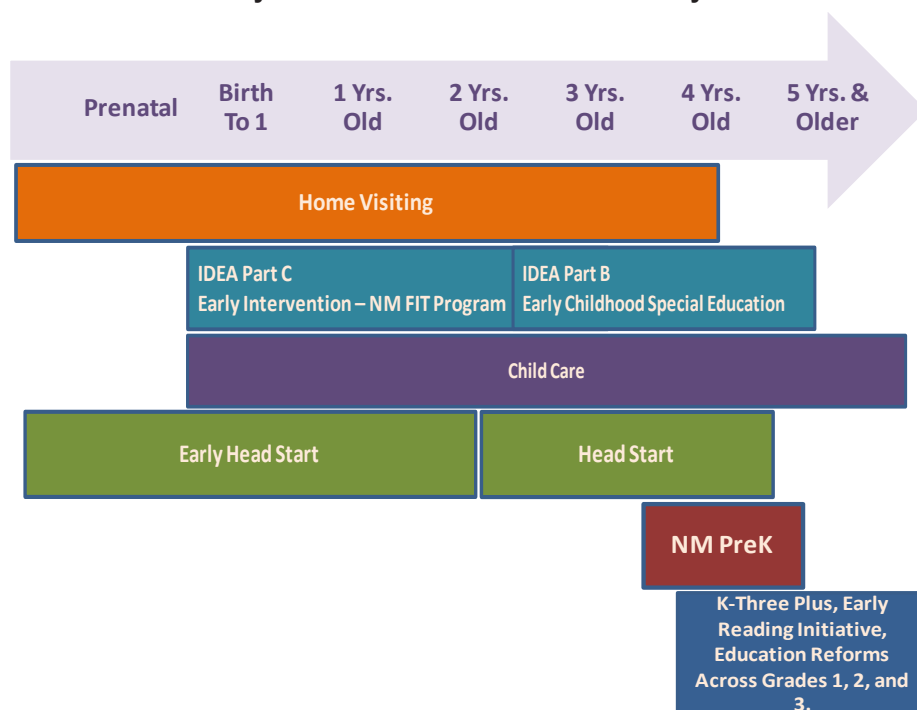 Prenatal
Birth
To 1
1 Yrs.
Old
2 Yrs.
Old
3 Yrs.
Old
4 Yrs.
Old
5 Yrs. &
Older
Home Visiting
IDEA Part C
Early Intervention – NM FIT Program
IDEA Part B
Early Childhood Special Education
Child Care
Early Head Start
Head Start
NM PreK
K-Three Plus, Early
Reading Initiative,
Education Reforms
Across Grades 1, 2, and
3.